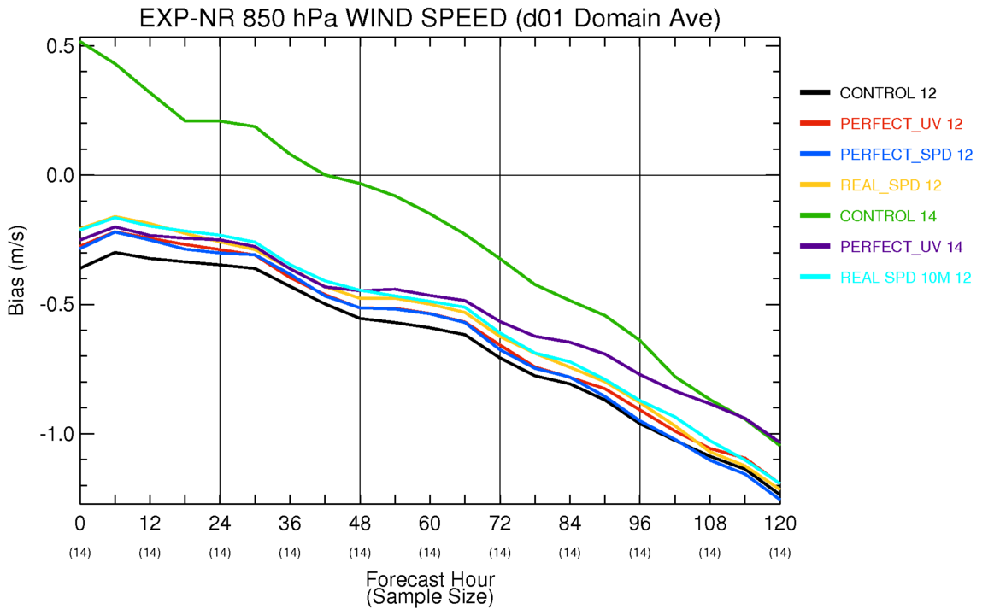 EXP-NR 850 hPa WIND SPEED (d01 Domain Ave)
0.5
0.0
-0.5
-1.0
Bias (m/s)
0 12 24 36 48 60 72 84 96 108 120
(14) (14) (14) (14) (14) (14) (14) (14) (14) (14) (14)
Forecast Hour
(Sample Size)
CONTROL 12
PERFECT_UV 12
PERFECT_SPD 12
REAL_SPD 12
CONTROL 14
PERFECT_UV 14
REAL SPD 10M 12